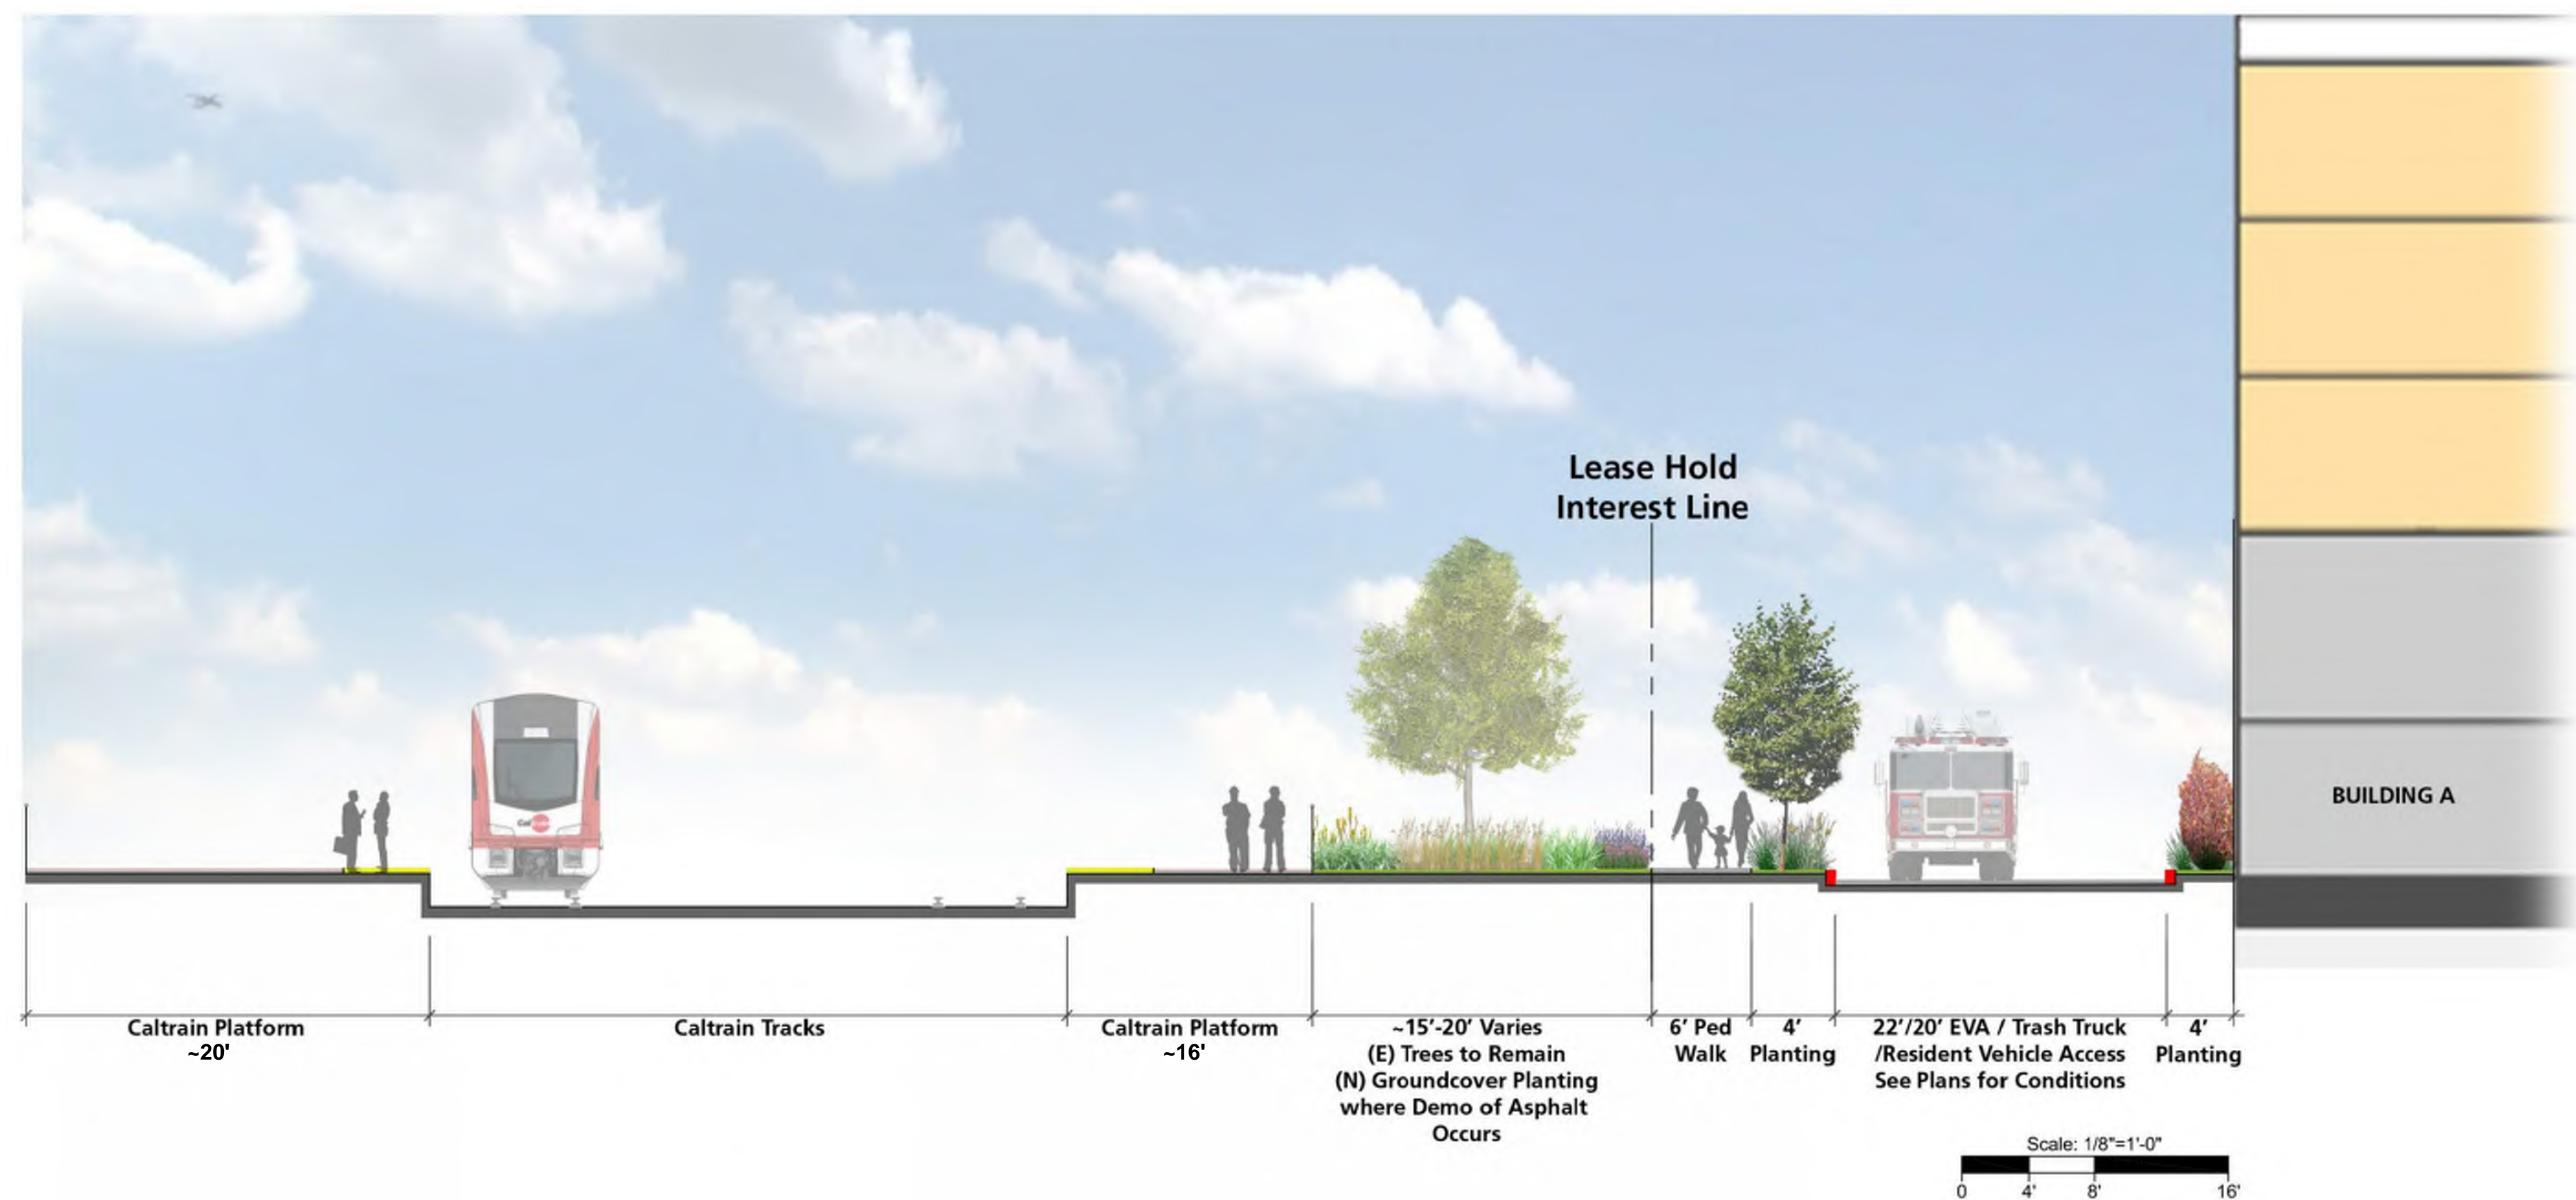 Lease Hold
Interest Line
BUILDING A
Cal
Caltrain Platform
~20'
Caltrain Tracks
Caltrain Platform
~16'
~15'-20' Varies
(E) Trees to Remain
(N) Groundcover Planting
where Demo of Asphalt
Occurs
6' Ped
Walk
4'
Planting
22'/20' EVA / Trash Truck
/Resident Vehicle Access
See Plans for Conditions
4'
Planting
Scale: 1/8"=1'-0"
0 4' 8' 16'